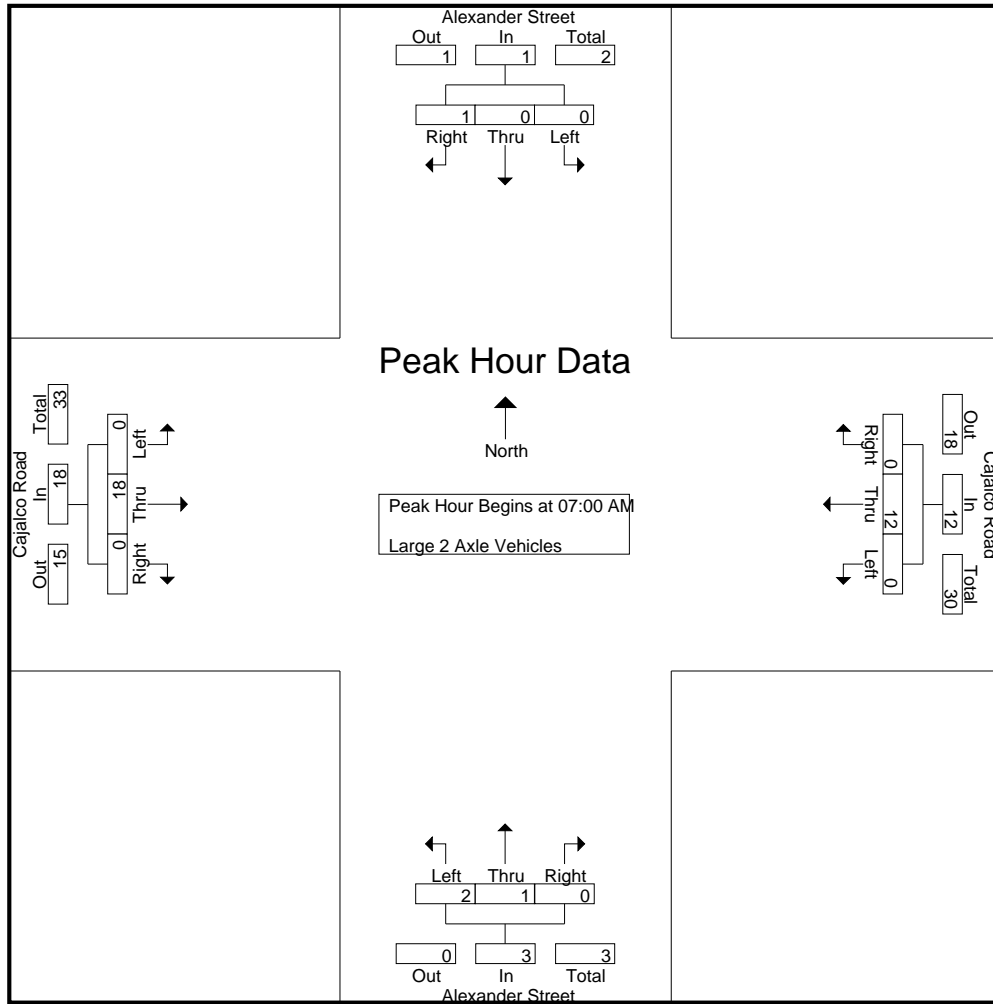 Alexander Street
Out In Total
1 1 2
1 0 0
Right Thru Left
Peak Hour Data
North
Peak Hour Begins at 07:00 AM
Large 2 Axle Vehicles
Cajalco Road
Out In Total
15 18 33
0 18 0
Right Thru Left
Cajalco Road
Out In Total
18 12 30
0 12 0
Right Thru Left
Left Thru Right
2 1 0
0 3 3
Out In Total
Alexander Street